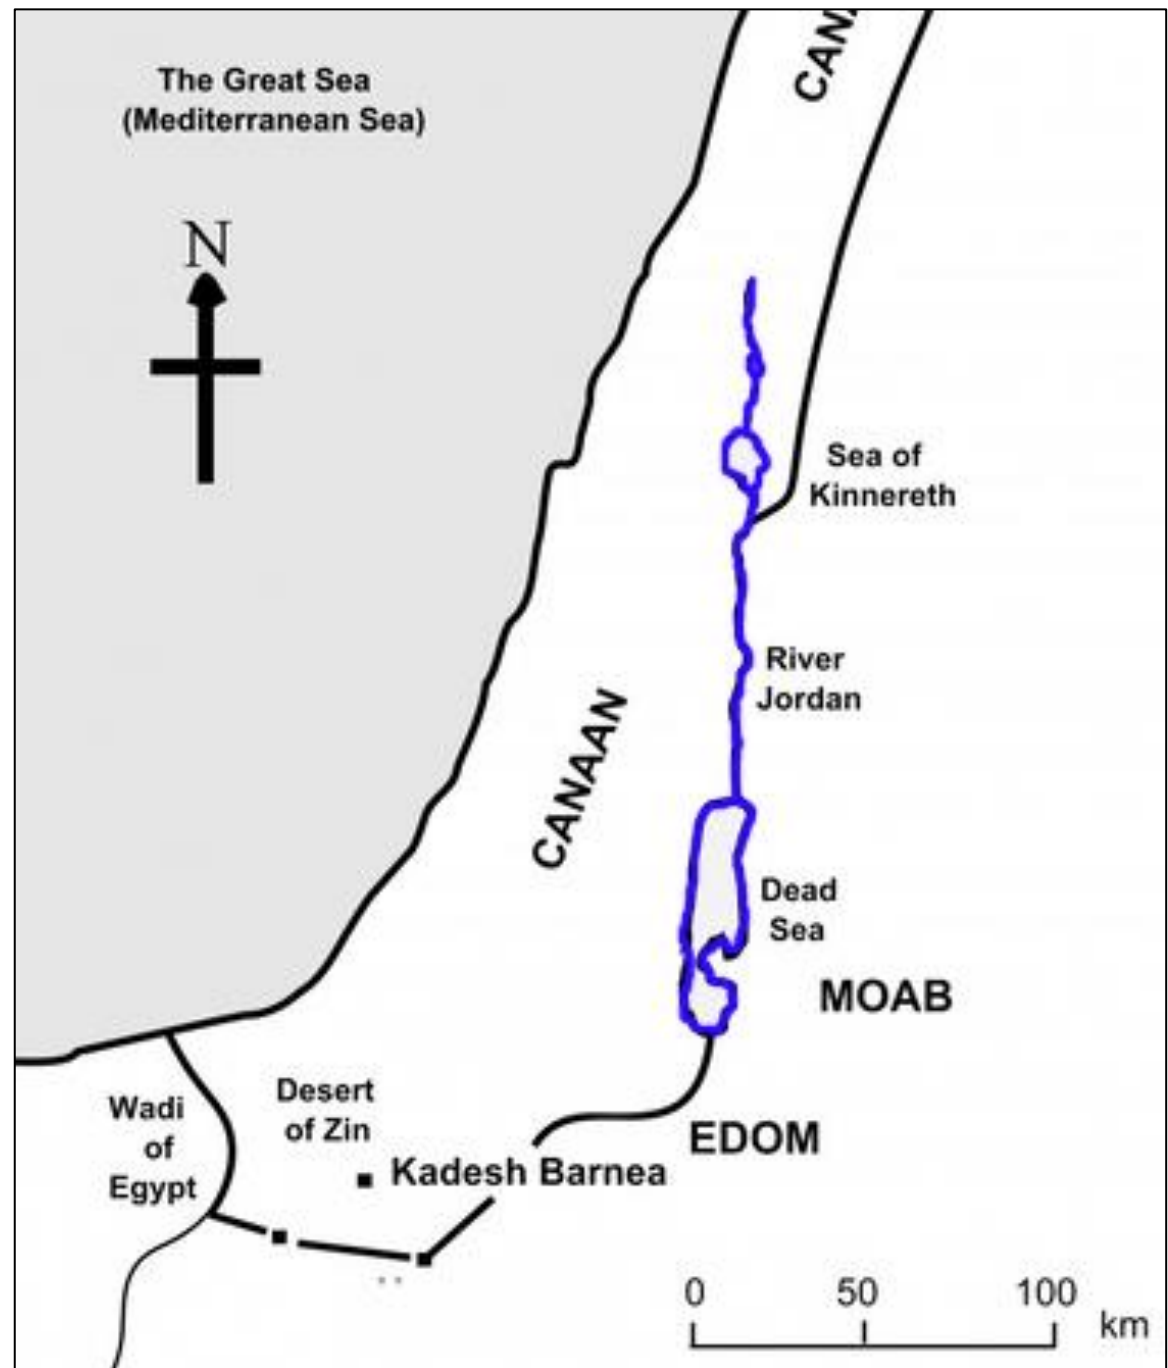 The Great Sea
(Mediterranean Sea)
N
Sea of
Kinnereth
River
Jordan
CANAAN
Dead
Sea
MOAB
Desert
of Zin
Wadi
of
Egypt
EDOM
Kadesh Barnea
0 50 100
km